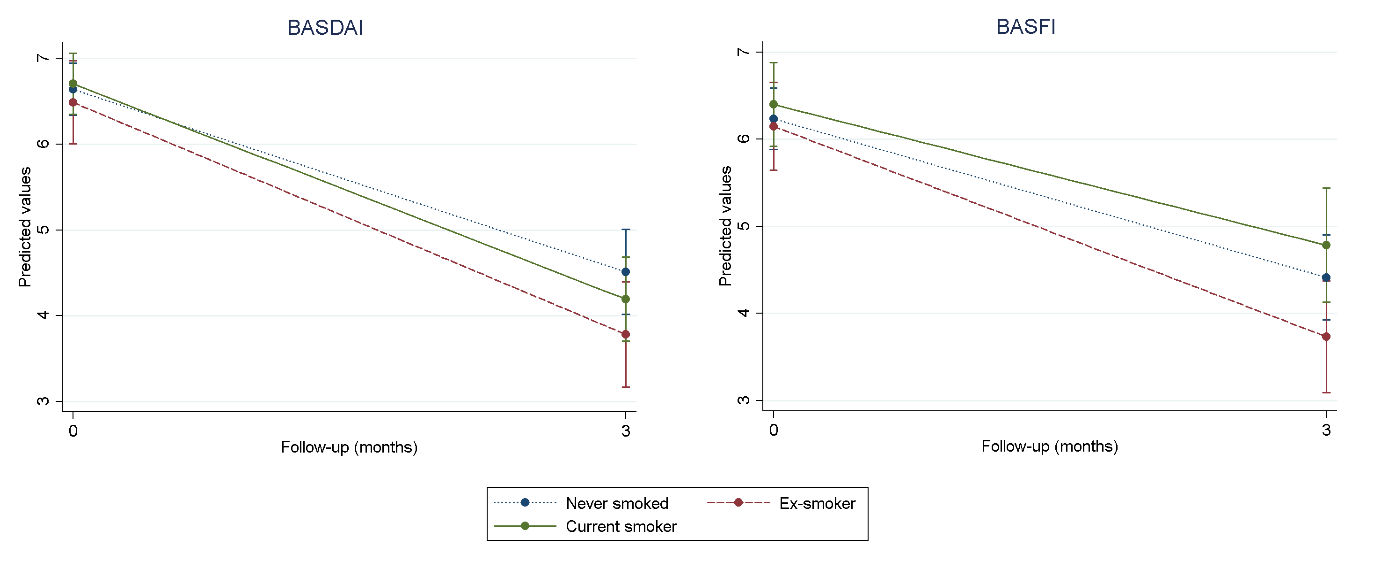 BASDAI
Predicted values
7
6
5
4
3
0
3
Follow-up (months)
BASFI
Predicted values
7
6
5
4
3
0
3
Follow-up (months)
Never smoked
Ex-smoker
Current smoker